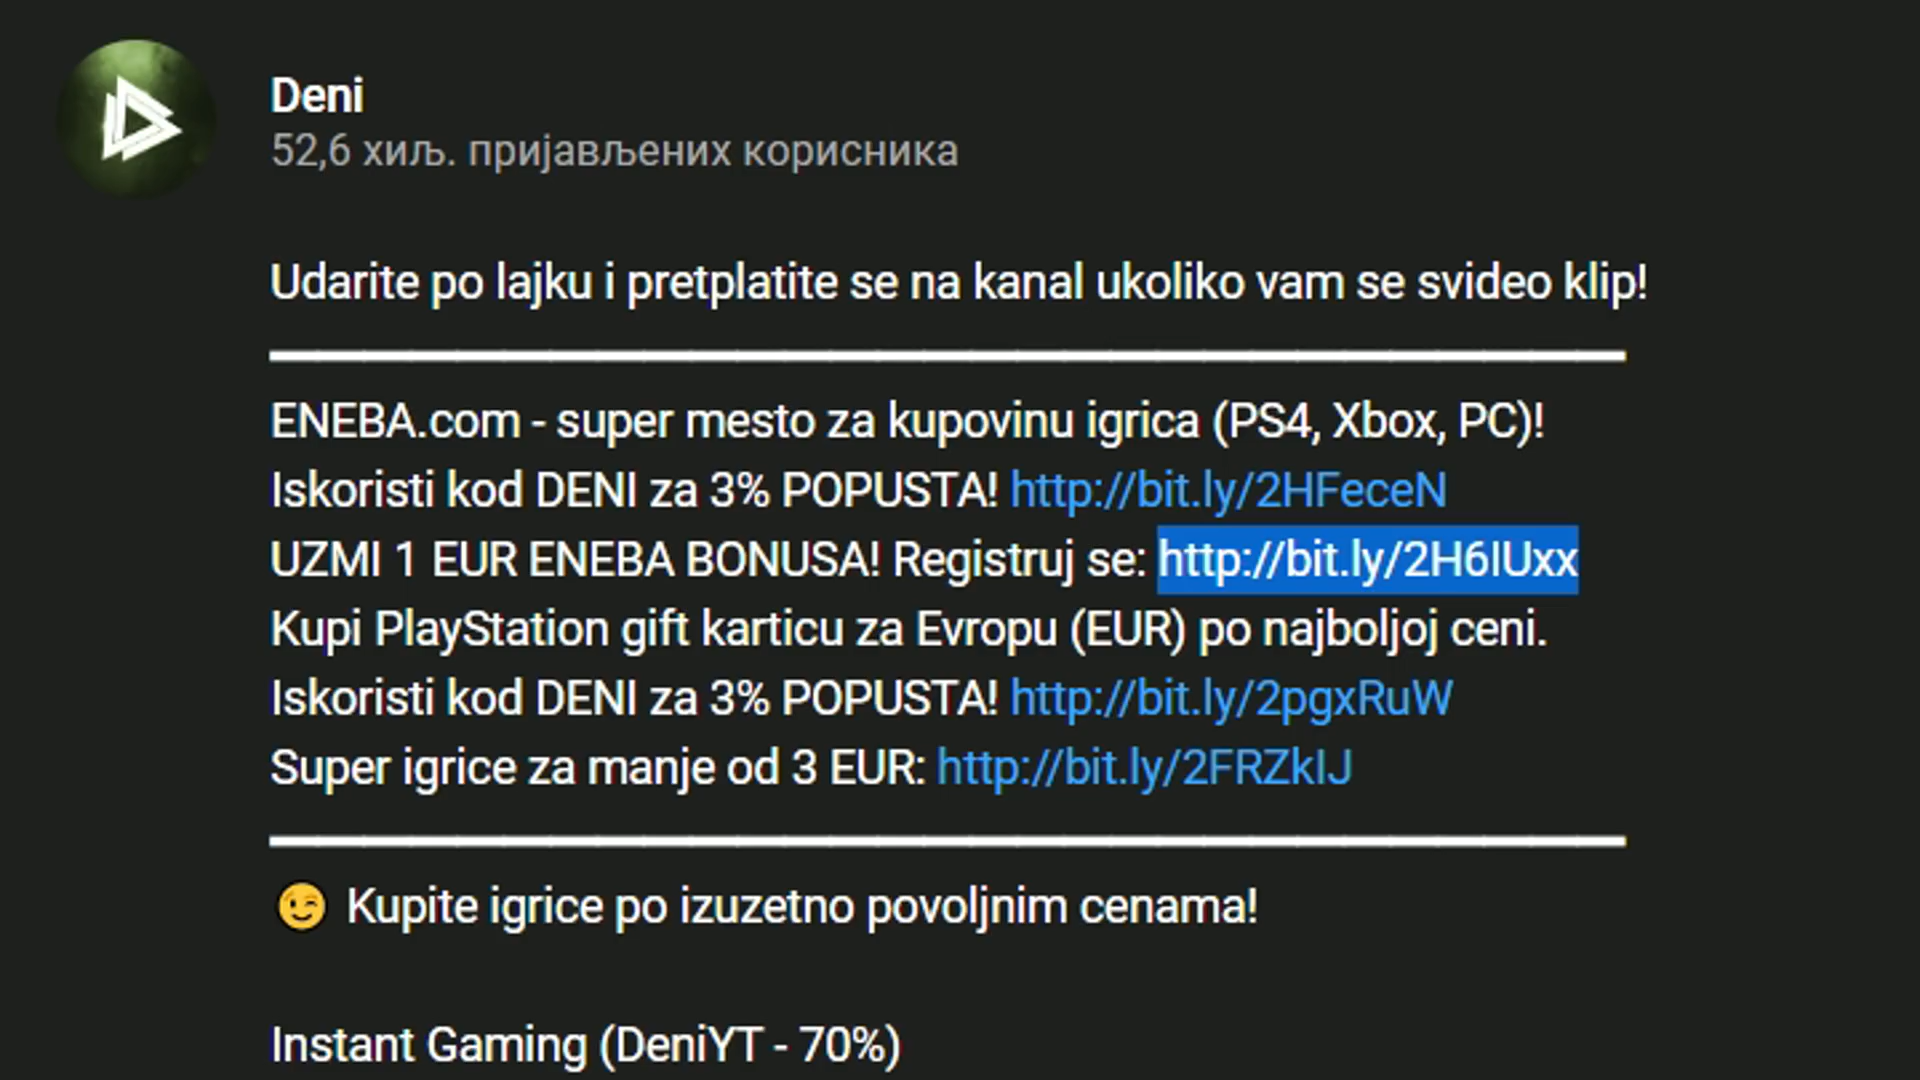 Deni
52,6 хиљ. пријављених корисника
Udarite po lajku i pretplatite se na kanal ukoliko vam se svideo klip!
ENEBA.com - super mesto za kupovinu igrica (PS4, Xbox, PC)!
Iskoristi kod DENI za 3% POPUSTA! http://bit.ly/2HFeceN
UZMI 1 EUR ENEBA BONUSA! Registruj se: http://bit.ly/2H6IUxx
Kupi PlayStation gift karticu za Evropu (EUR) po najboljoj ceni.
Iskoristi kod DENI za 3% POPUSTA! http://bit.ly/2pgxRuW
Super igrice za manje od 3 EUR: http://bit.ly/2FRZkIJ
😉 Kupite igrice po izuzetno povoljnim cenama!
Instant Gaming (DeniYT - 70%)